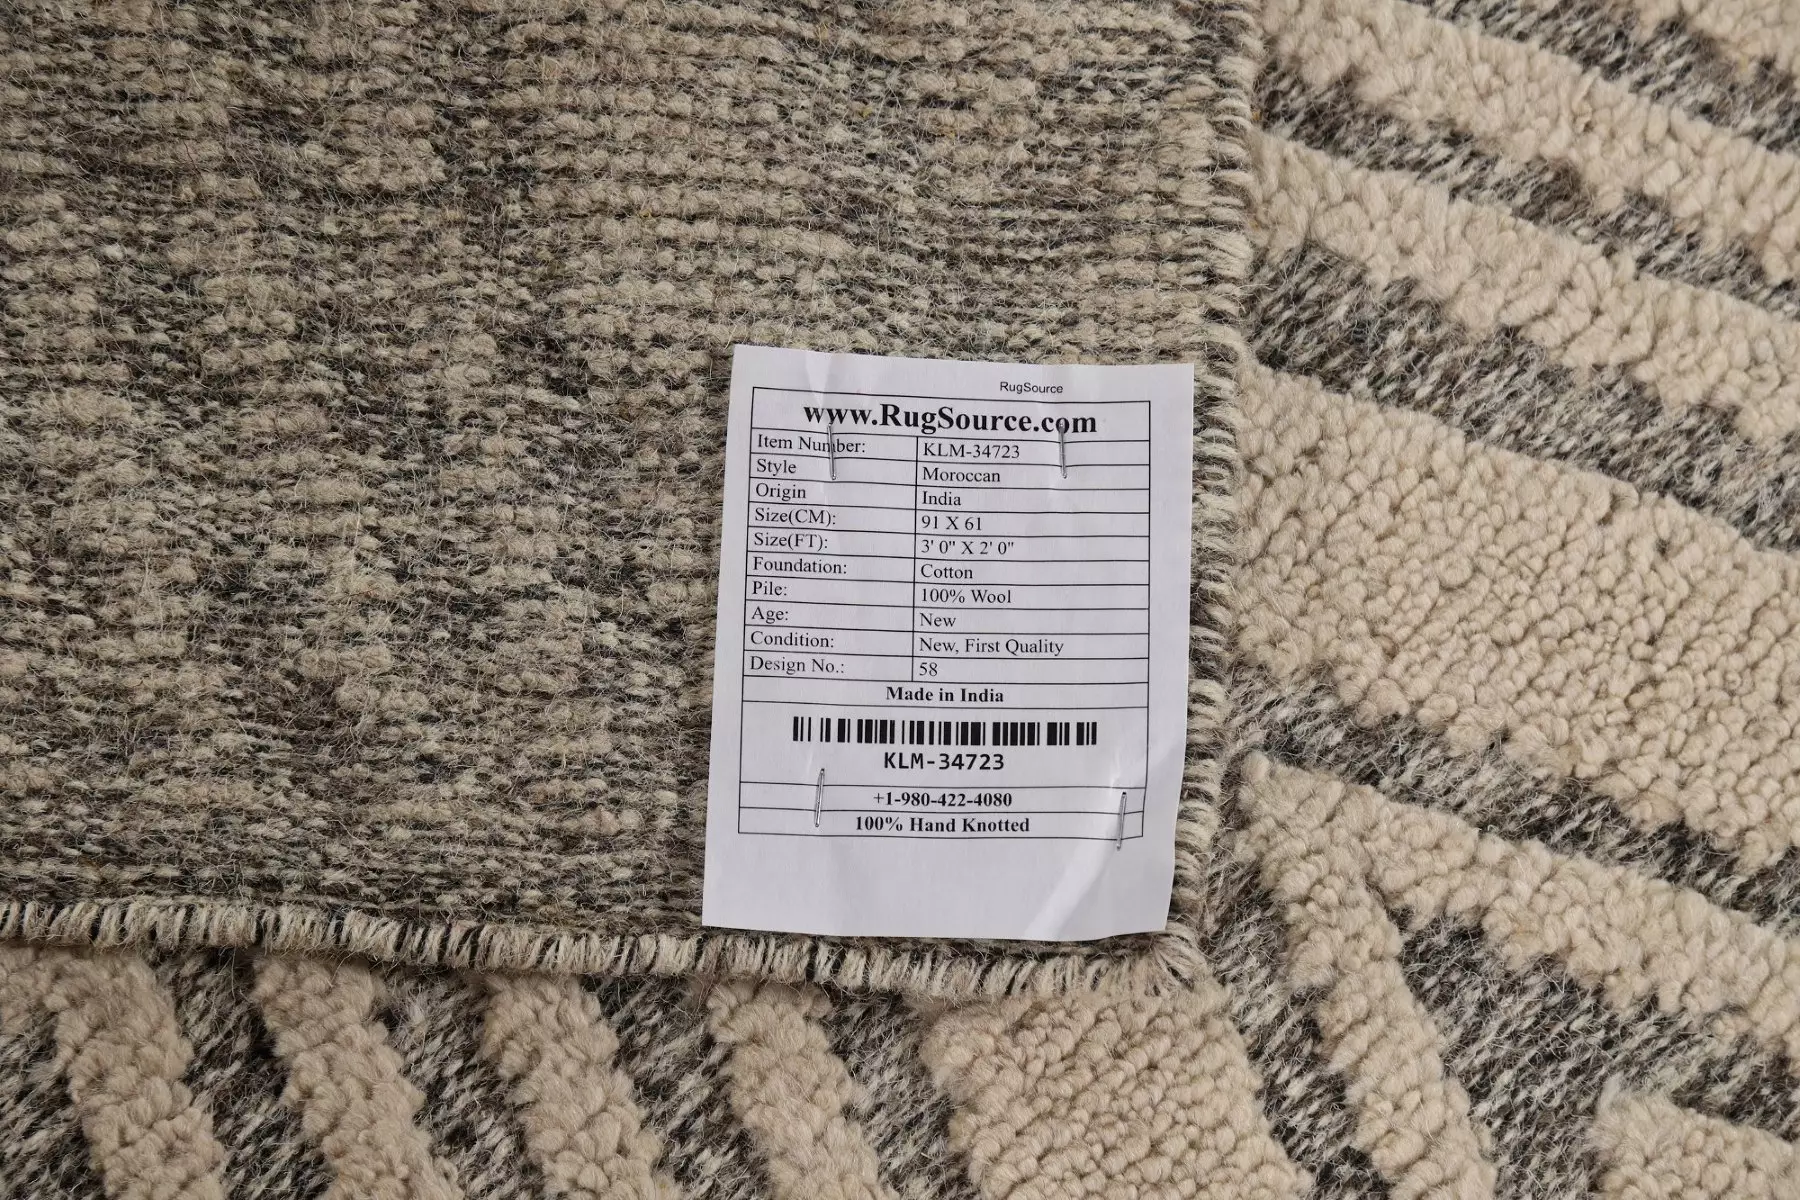 RugSource
www.RugSource.com
Item Number: KLM-34723
Style Moroccan
Origin India
Size(CM): 91 X 61
Size(FT): 3' 0" X 2' 0"
Foundation: Cotton
Pile: 100% Wool
Age: New
Condition: New, First Quality
Design No.: 58
Made in India
KLM-34723
+1-980-422-4080
100% Hand Knotted